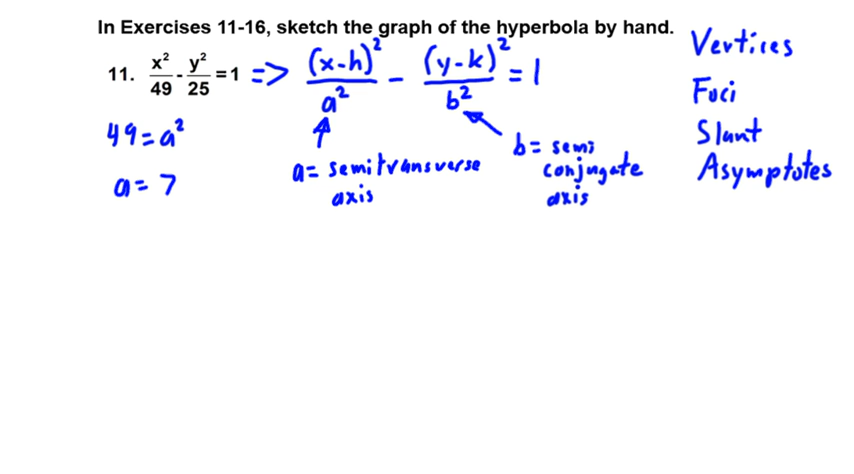 In Exercises 11-16, sketch the graph of the hyperbola by hand.
11. x²/49 - y²/25 = 1 => (x-h)²/a² - (y-k)²/b² = 1
49 = a²
a = 7
a = semitransverse
axis
b = semi
conjugate
axis
Vertices
Foci
Slant
Asymptotes